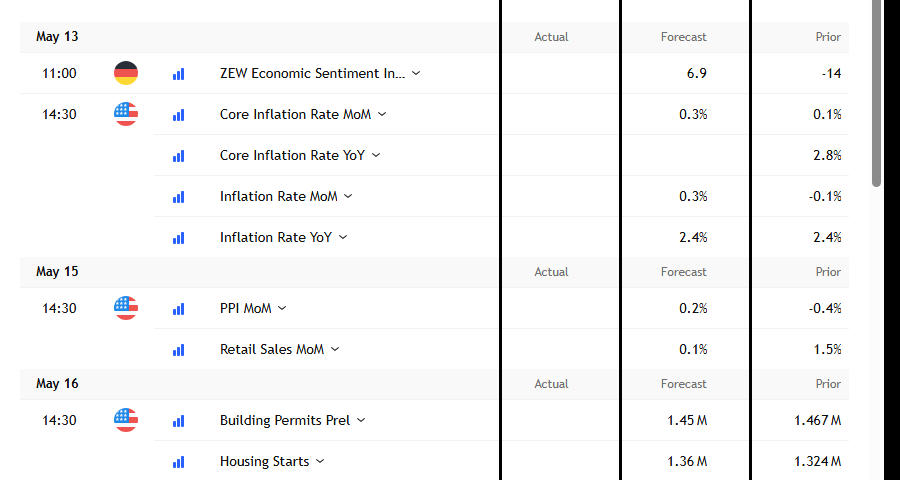 May 13 Actual Forecast Prior
11:00 ZEW Economic Sentiment In... 6.9 -14
14:30 Core Inflation Rate MoM 0.3% 0.1%
Core Inflation Rate YoY 2.8%
Inflation Rate MoM 0.3% -0.1%
Inflation Rate YoY 2.4% 2.4%
May 15 Actual Forecast Prior
14:30 PPI MoM 0.2% -0.4%
Retail Sales MoM 0.1% 1.5%
May 16 Actual Forecast Prior
14:30 Building Permits Prel 1.45 M 1.467 M
Housing Starts 1.36 M 1.324 M